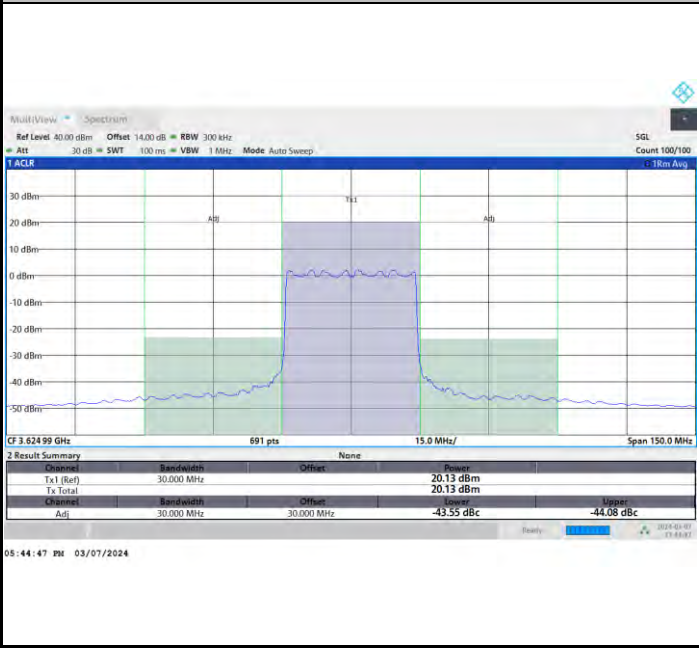 MultiView Spectrum
Ref Level 40.00 dBm Offset 14.00 dB RBW 300 kHz SGL
Att 30 dB SWT 100 ms VBW 1 MHz Mode Auto Sweep Count 100/100
1 ACLR 1Rm Avg
Tx1
30 dBm
Adj Adj
20 dBm
10 dBm
0 dBm
-10 dBm
-20 dBm
-30 dBm
-40 dBm
-50 dBm
CF 3.624 99 GHz 691 pts 15.0 MHz/ Span 150.0 MHz
2 Result Summary None
Channel Bandwidth Offset Power
Tx1 (Ref) 30.000 MHz 20.13 dBm
Tx Total 20.13 dBm
Channel Bandwidth Offset Lower Upper
Adj 30.000 MHz 30.000 MHz -43.55 dBc -44.08 dBc
Ready
05:44:47 PM 03/07/2024